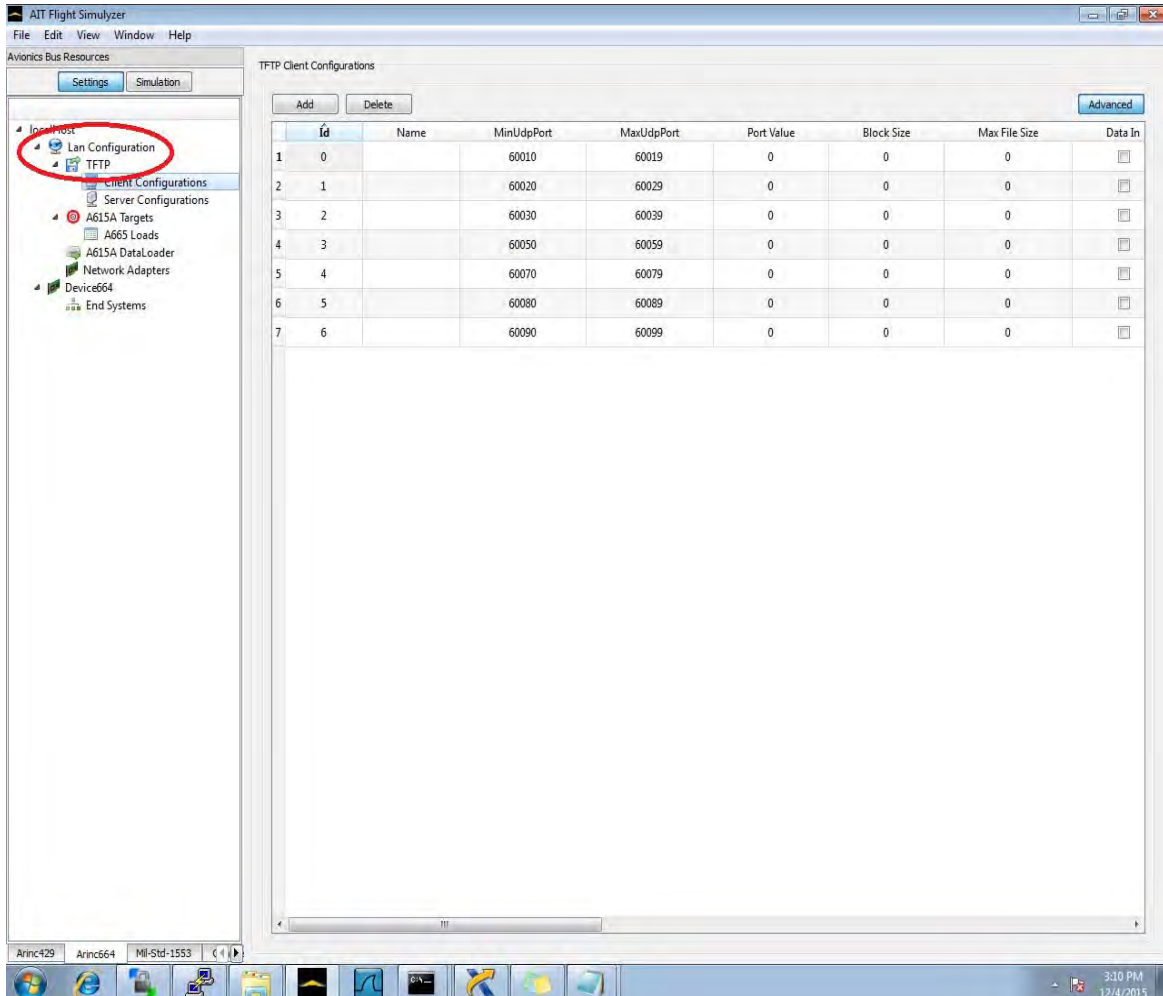 AIT Flight Simulyzer
File Edit View Window Help
Avionics Bus Resources
Settings Simulation
localHost
Lan Configuration
TFTP
Client Configurations
Server Configurations
A615A Targets
A665 Loads
A615A DataLoader
Network Adapters
Device664
End Systems
TFTP Client Configurations
Add Delete Advanced
Id Name MinUdpPort MaxUdpPort Port Value Block Size Max File Size Data In
1 0 60010 60019 0 0 0
2 1 60020 60029 0 0 0
3 2 60030 60039 0 0 0
4 3 60050 60059 0 0 0
5 4 60070 60079 0 0 0
6 5 60080 60089 0 0 0
7 6 60090 60099 0 0 0
Arinc429 Arinc664 Mil-Std-1553
3:10 PM
12/4/2015